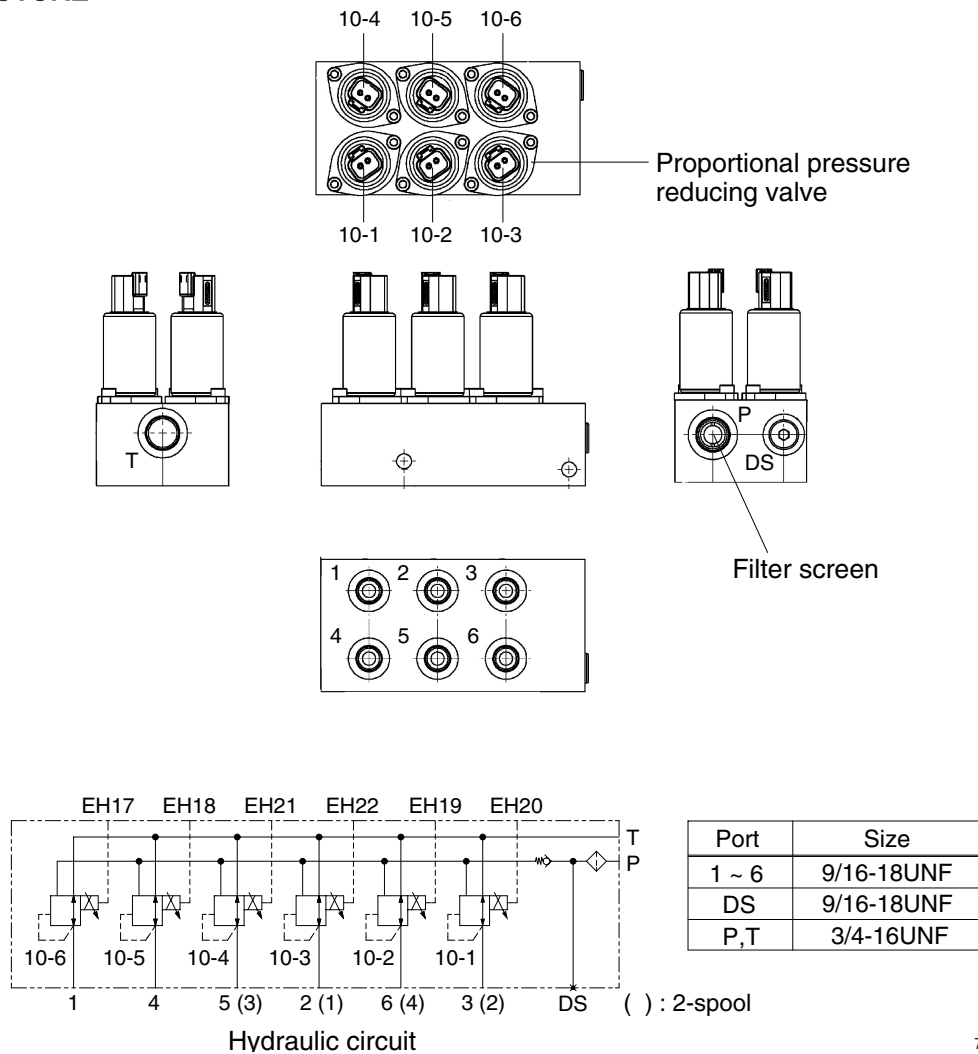 10-4 10-5 10-6
Proportional pressure
reducing valve
10-1 10-2 10-3
T
P
DS
Filter screen
1 2 3
4 5 6
EH17 EH18 EH21 EH22 EH19 EH20
T
P
10-6 10-5 10-4 10-3 10-2 10-1
1 4 5 (3) 2 (1) 6 (4) 3 (2) DS ( ) : 2-spool
Hydraulic circuit
Port Size
1 ~ 6 9/16-18UNF
DS 9/16-18UNF
P,T 3/4-16UNF